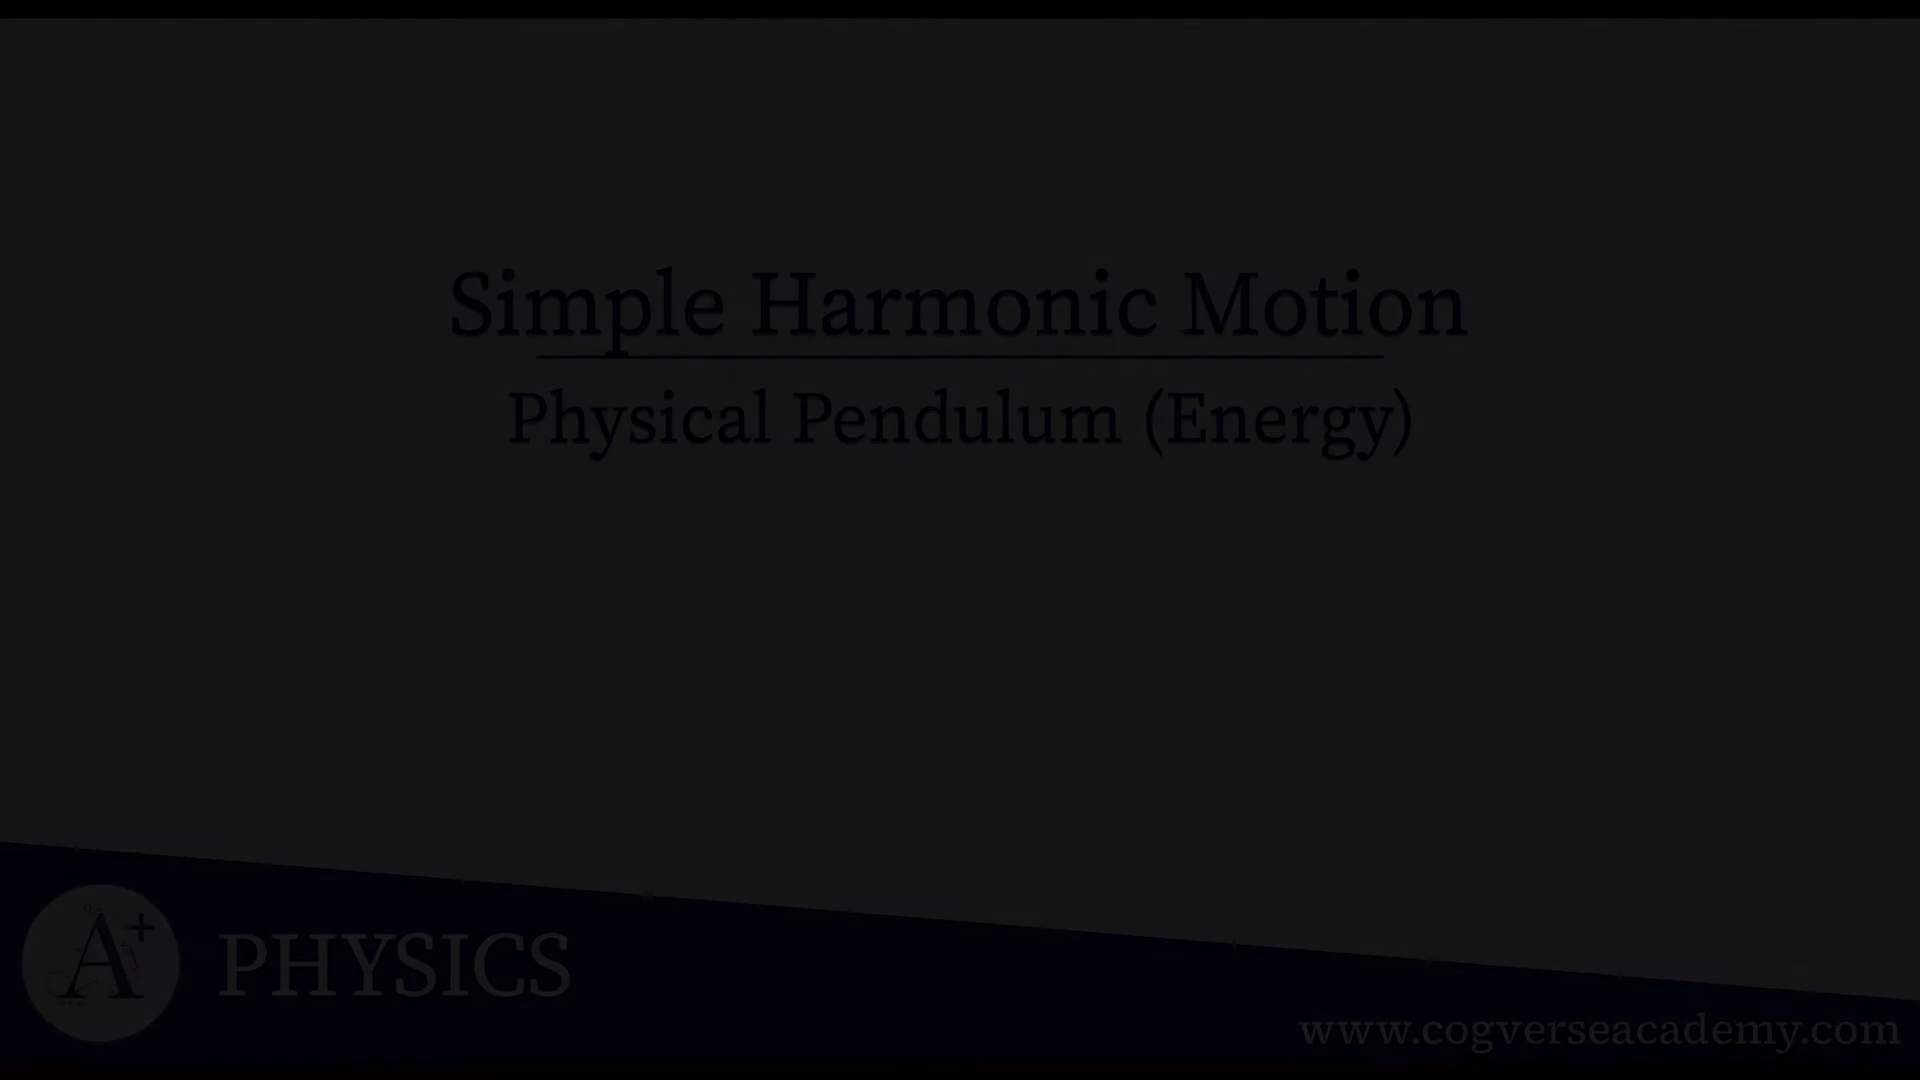 Simple Harmonic Motion
Physical Pendulum (Energy)
A+
PHYSICS
www.cogverseacademy.com